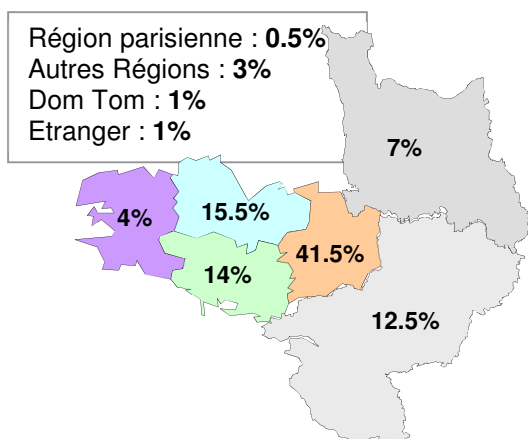 Région parisienne : 0.5%
Autres Régions : 3%
Dom Tom : 1%
Etranger : 1%
7%
4%
15.5%
41.5%
14%
12.5%